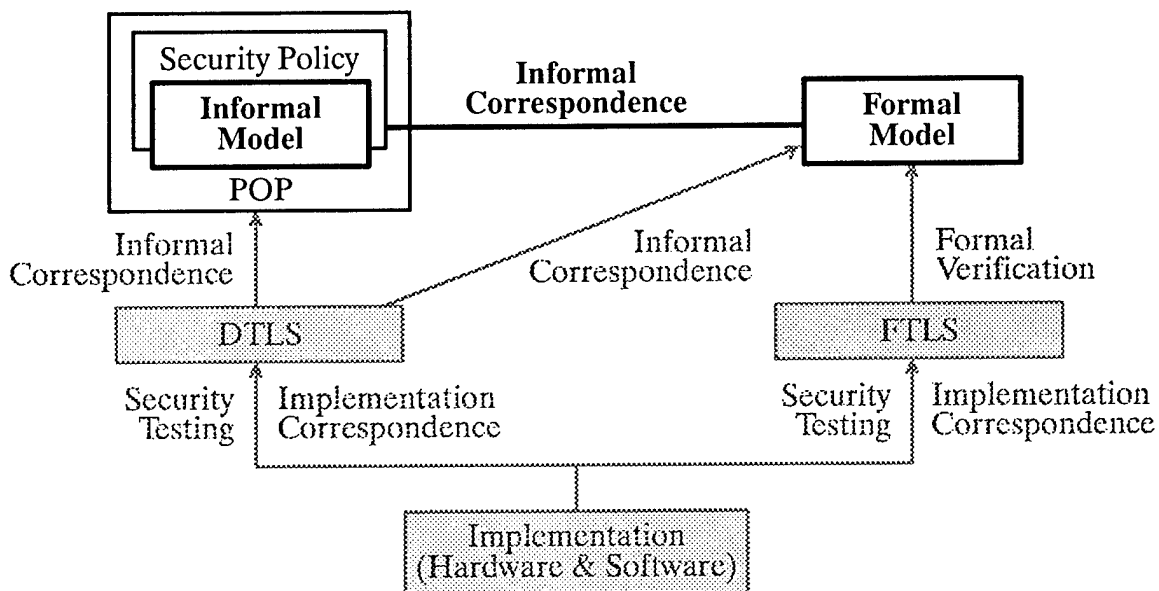 Security Policy
Informal
Model
POP
Informal
Correspondence
Formal
Model
Informal
Correspondence
Informal
Correspondence
Formal
Verification
DTLS
FTLS
Security
Testing
Implementation
Correspondence
Security
Testing
Implementation
Correspondence
Implementation
(Hardware & Software)